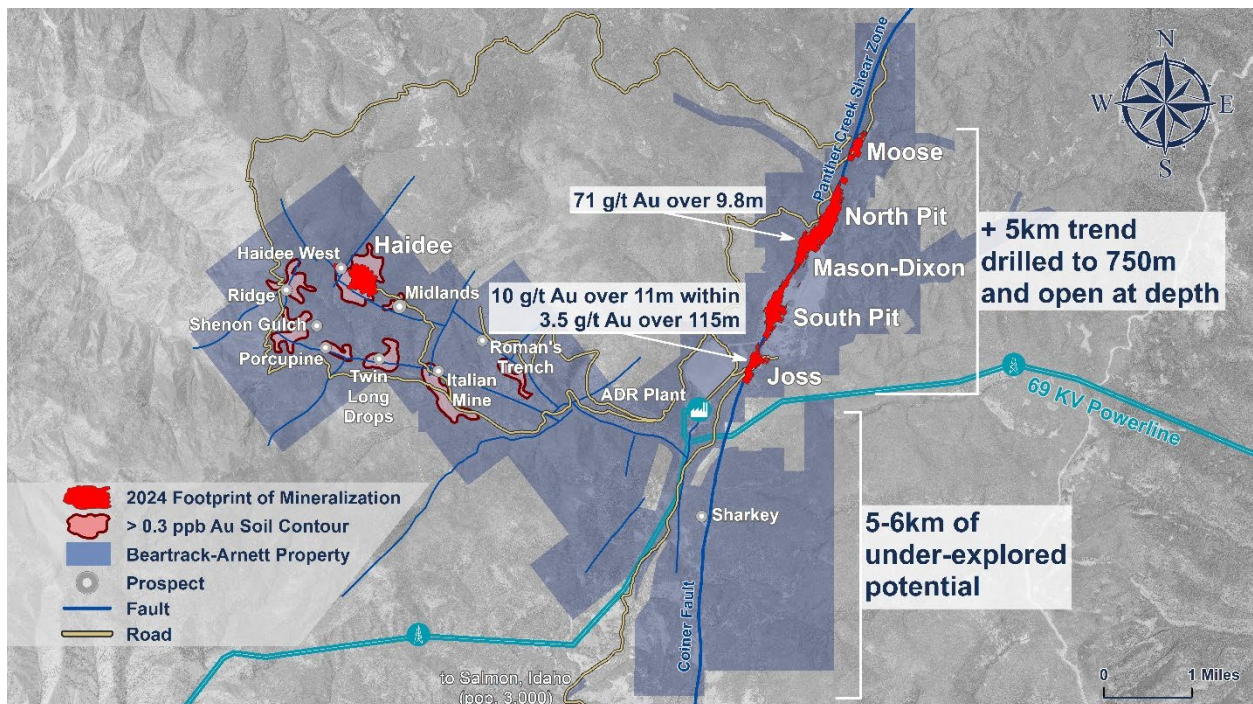 N
W
E
S
Panther Creek Shear Zone
Moose
71 g/t Au over 9.8m
North Pit
+ 5km trend
drilled to 750m
and open at depth
Mason-Dixon
10 g/t Au over 11m within
3.5 g/t Au over 115m
South Pit
Joss
Haidee West
Haidee
Ridge
Midlands
Shenon Gulch
Porcupine
Twin
Long
Drops
Italian
Mine
Roman's
Trench
ADR Plant
69 KV Powerline
Sharkey
5-6km of
under-explored
potential
Coiner Fault
2024 Footprint of Mineralization
> 0.3 ppb Au Soil Contour
Beartrack-Arnett Property
Prospect
Fault
Road
to Salmon, Idaho
(pop. 3,000)
0 1 Miles